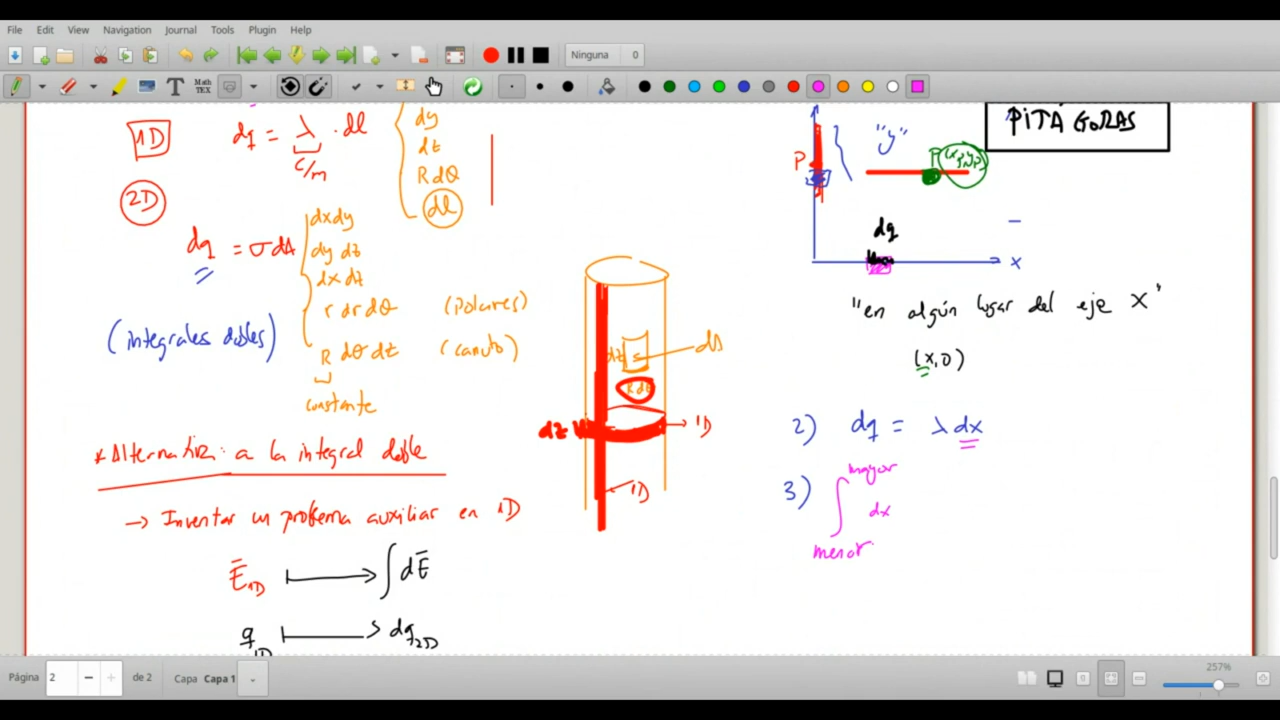 File Edit View Navigation Journal Tools Plugin Help
Ninguna 0
1D dq = λ · dl
C/m
dy
dz
R dθ
dl
2D
dq = σ dA
dx dy
dy dz
dx dz
r dr dθ (Polares)
R dθ dz (canuto)
constante
(integrales dobles)
* Alternativa: a la integral doble
→ Inventar un problema auxiliar en 1D
E̅1D ⟼ ∫ dE̅
q1D ⟼ dq2D
dz
dA
R dθ
dz
1D
1D
PITAGORAS
P
"y"
P
dq
x
"en algún lugar del eje X"
(x,0)
2) dq = λ dx
3) ∫ dx
mayor
menor
Página 2 de 2 Capa Capa 1
257%